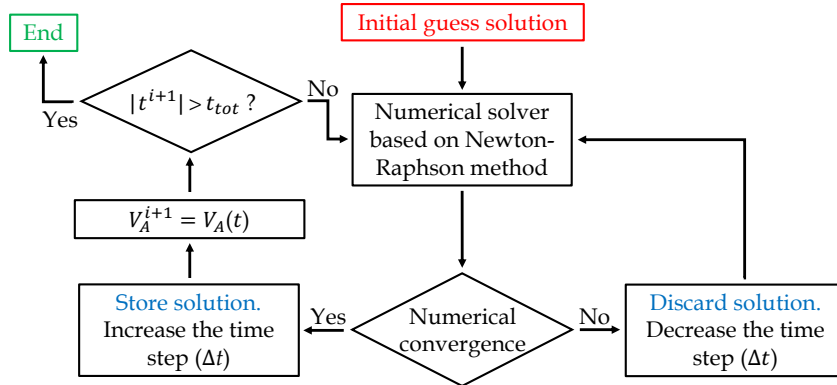 End
Initial guess solution
|t^{i+1}| > t_{tot} ?
No
Yes
Numerical solver
based on Newton-
Raphson method
V_A^{i+1} = V_A(t)
Store solution.
Increase the time
step (Δt)
Yes
Numerical
convergence
No
Discard solution.
Decrease the time
step (Δt)